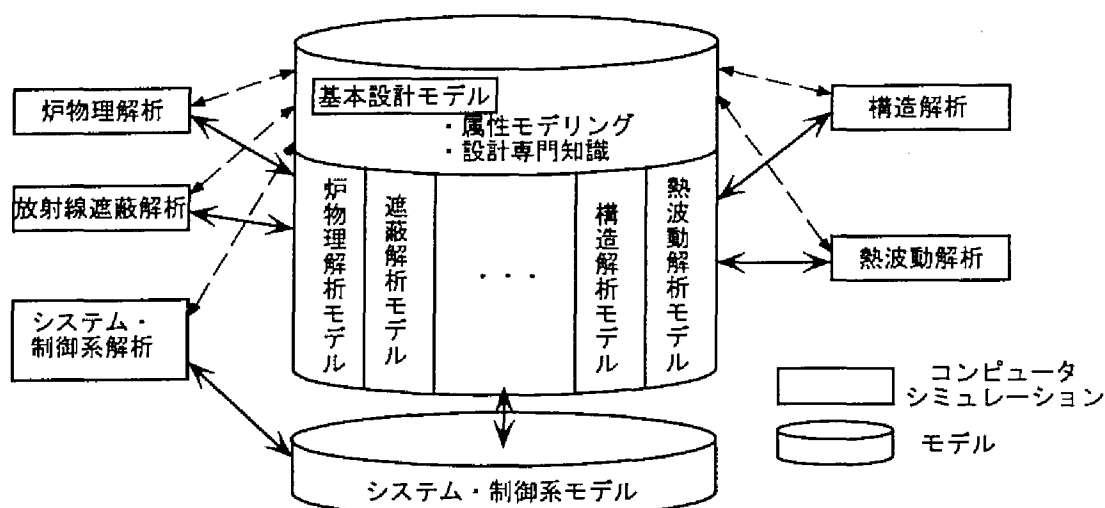 基本設計モデル
・属性モデリング
・設計専門知識
炉物理解析
放射線遮蔽解析
システム・
制御系解析
炉物理解析モデル
遮蔽解析モデル
・・・
構造解析モデル
熱波動解析モデル
構造解析
熱波動解析
コンピュータ
シミュレーション
モデル
システム・制御系モデル